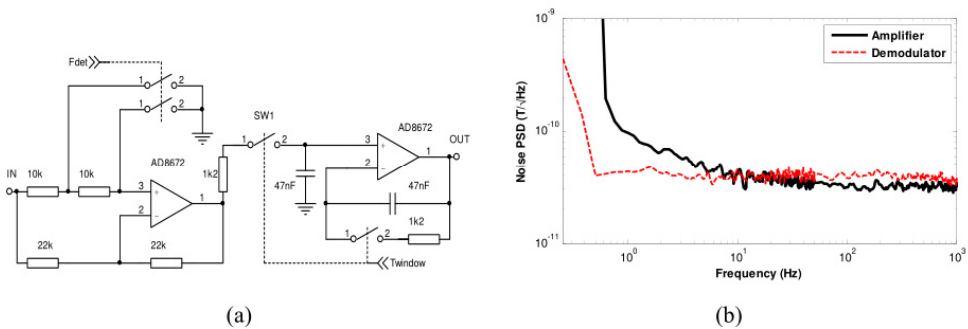 Fdet
1 2
1 2
SW1
1 2
AD8672
OUT
3
+
1
2
-
IN
10k
10k
AD8672
3
+
1
2
-
1k2
47nF
47nF
1k2
1 2
22k
22k
Twindow
(a)
(b)
10^-9
10^-10
10^-11
Noise PSD (T/√Hz)
Amplifier
Demodulator
10^0
10^1
10^2
10^3
Frequency (Hz)